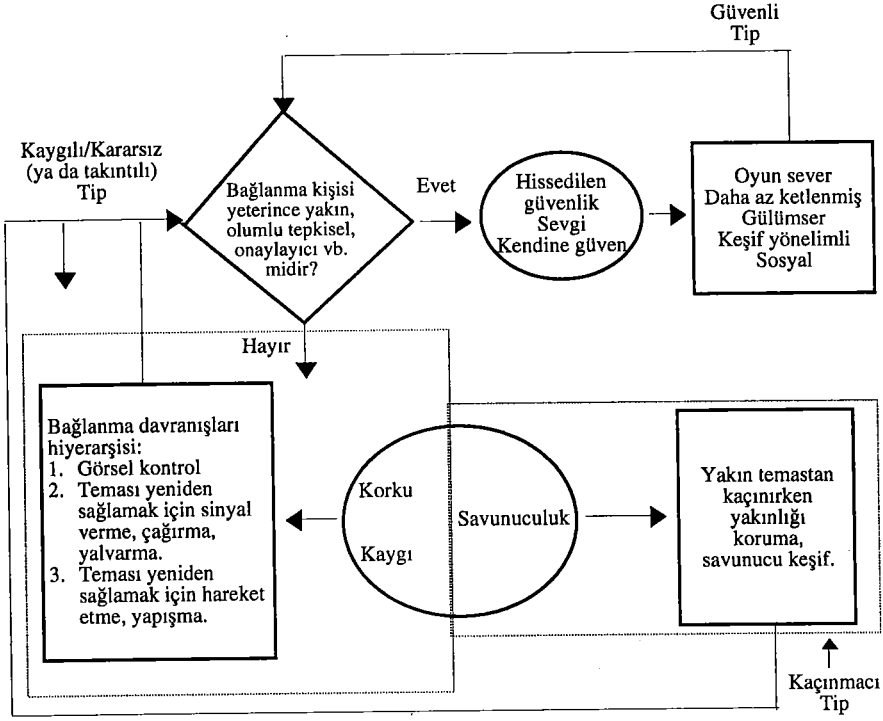 Güvenli
Tip
Kaygılı/Kararsız
(ya da takıntılı)
Tip
Bağlanma kişisi
yeterince yakın,
olumlu tepkisel,
onaylayıcı vb.
midir?
Evet
Hissedilen
güvenlik
Sevgi
Kendine güven
Oyun sever
Daha az ketlenmiş
Gülümser
Keşif yönelimli
Sosyal
Hayır
Bağlanma davranışları
hiyerarşisi:
1. Görsel kontrol
2. Teması yeniden
sağlamak için sinyal
verme, çağırma,
yalvarma.
3. Teması yeniden
sağlamak için hareket
etme, yapışma.
Korku
Kaygı
Savunuculuk
Yakın temastan
kaçınırken
yakınlığı
koruma,
savunucu keşif.
Kaçınmacı
Tip